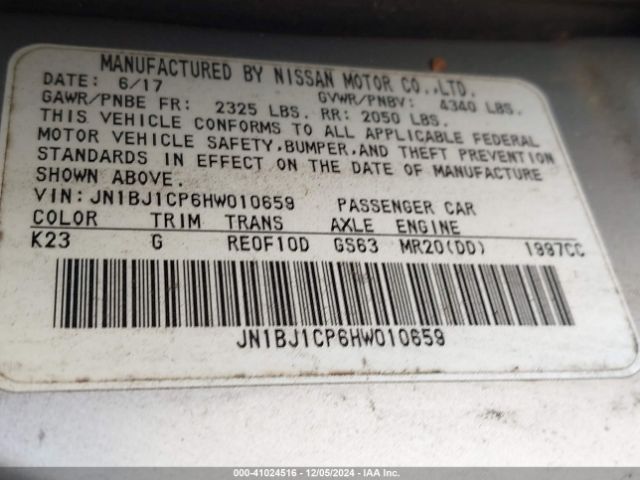 MANUFACTURED BY NISSAN MOTOR CO.,LTD.
DATE: 6/17 GVWR/PNBV: 4340 LBS.
GAWR/PNBE FR: 2325 LBS. RR: 2050 LBS.
THIS VEHICLE CONFORMS TO ALL APPLICABLE FEDERAL
MOTOR VEHICLE SAFETY,BUMPER,AND THEFT PREVENTION
STANDARDS IN EFFECT ON THE DATE OF MANUFACTURE
SHOWN ABOVE.
VIN: JN1BJ1CP6HW010659 PASSENGER CAR
COLOR TRIM TRANS AXLE ENGINE
K23 G RE0F10D GS63 MR20(DD) 1997CC
JN1BJ1CP6HW010659
000-41024516 - 12/05/2024 - IAA Inc.